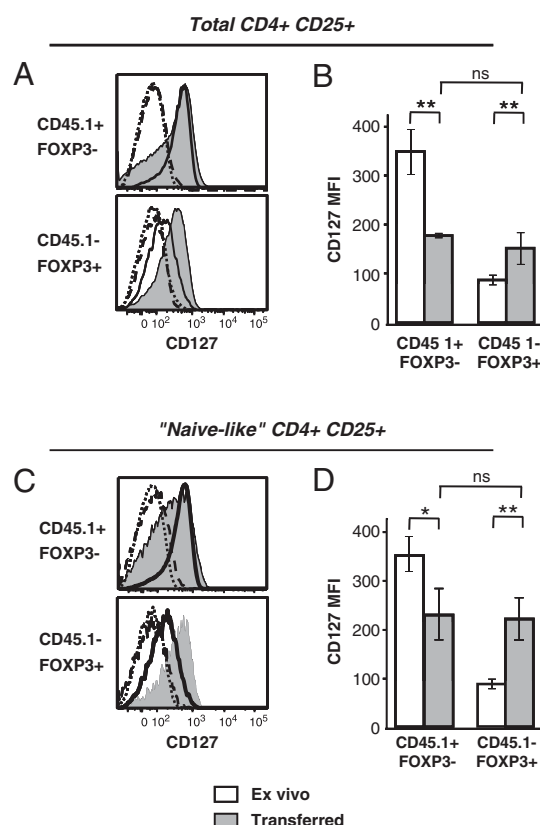 Total CD4+ CD25+
A
B
CD45.1+
FOXP3-
CD45.1-
FOXP3+
0 10² 10³ 10⁴ 10⁵
CD127
ns
**
**
CD127 MFI
400
300
200
100
0
CD45 1+
FOXP3-
CD45 1-
FOXP3+
"Naive-like" CD4+ CD25+
C
D
CD45.1+
FOXP3-
CD45.1-
FOXP3+
0 10² 10³ 10⁴ 10⁵
CD127
ns
*
**
CD127 MFI
400
300
200
100
0
CD45.1+
FOXP3-
CD45.1-
FOXP3+
Ex vivo
Transferred